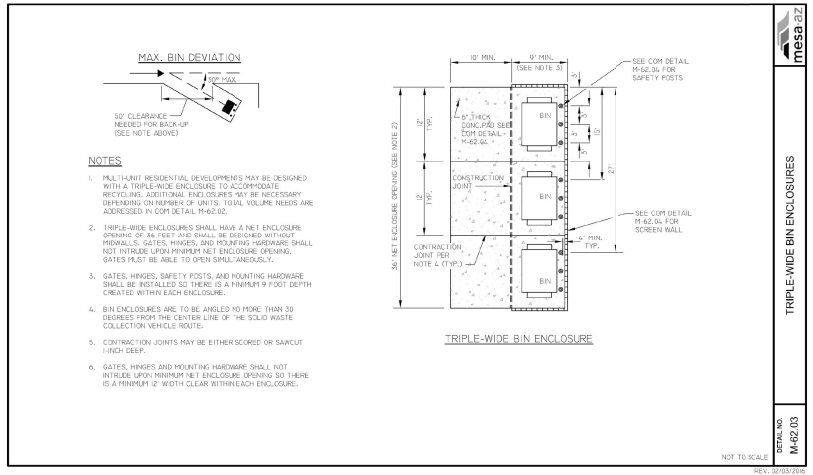 MAX. BIN DEVIATION
30° MAX.
50' CLEARANCE
NEEDED FOR BACK-UP
(SEE NOTE ABOVE)
NOTES
1. MULTI-UNIT RESIDENTIAL DEVELOPMENTS MAY BE DESIGNED
WITH A TRIPLE-WIDE ENCLOSURE TO ACCOMMODATE
RECYCLING. ADDITIONAL ENCLOSURES MAY BE NECESSARY
DEPENDING ON NUMBER OF UNITS. TOTAL VOLUME NEEDS ARE
ADDRESSED IN COM DETAIL M-62.02.
2. TRIPLE-WIDE ENCLOSURES SHALL HAVE A NET ENCLOSURE
OPENING OF 36 FEET AND SHALL BE DESIGNED WITHOUT
MIDWALLS. GATES, HINGES, AND MOUNTING HARDWARE SHALL
NOT INTRUDE UPON MINIMUM NET ENCLOSURE OPENING.
GATES MUST BE ABLE TO OPEN SIMULTANEOUSLY.
3. GATES, HINGES, SAFETY POSTS, AND MOUNTING HARDWARE
SHALL BE INSTALLED SO THERE IS A MINIMUM 9 FOOT DEPTH
CREATED WITHIN EACH ENCLOSURE.
4. BIN ENCLOSURES ARE TO BE ANGLED NO MORE THAN 30
DEGREES FROM THE CENTER LINE OF THE SOLID WASTE
COLLECTION VEHICLE ROUTE.
5. CONTRACTION JOINTS MAY BE EITHER SCORED OR SAWCUT
1-INCH DEEP.
6. GATES, HINGES AND MOUNTING HARDWARE SHALL NOT
INTRUDE UPON MINIMUM NET ENCLOSURE OPENING SO THERE
IS A MINIMUM 12' WIDTH CLEAR WITHIN EACH ENCLOSURE.
10' MIN.
9' MIN.
(SEE NOTE 3)
SEE COM DETAIL
M-62.04 FOR
SAFETY POSTS
3'
6" THICK
CONC. PAD SEE
COM DETAIL
M-62.04
BIN
3'
3'
3'
15'
27'
12'
TYP.
36' NET ENCLOSURE OPENING (SEE NOTE 2)
CONSTRUCTION
JOINT
BIN
12'
TYP.
SEE COM DETAIL
M-62.04 FOR
SCREEN WALL
4" MIN.
TYP.
CONTRACTION
JOINT PER
NOTE 4 (TYP.)
BIN
TRIPLE-WIDE BIN ENCLOSURE
NOT TO SCALE
mesa·az
TRIPLE-WIDE BIN ENCLOSURES
DETAIL NO.
M-62.03
REV. 02/03/2016